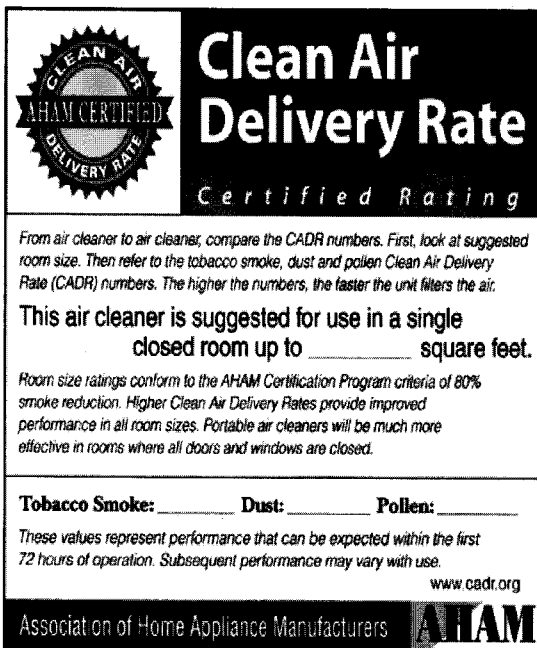 CLEAN AIR
AHAM CERTIFIED
DELIVERY RATE
Clean Air
Delivery Rate
Certified Rating
From air cleaner to air cleaner, compare the CADR numbers. First, look at suggested
room size. Then refer to the tobacco smoke, dust and pollen Clean Air Delivery
Rate (CADR) numbers. The higher the numbers, the faster the unit filters the air.
This air cleaner is suggested for use in a single
closed room up to __________ square feet.
Room size ratings conform to the AHAM Certification Program criteria of 80%
smoke reduction. Higher Clean Air Delivery Rates provide improved
performance in all room sizes. Portable air cleaners will be much more
effective in rooms where all doors and windows are closed.
Tobacco Smoke: ________ Dust: ________ Pollen: ________
These values represent performance that can be expected within the first
72 hours of operation. Subsequent performance may vary with use.
www.cadr.org
Association of Home Appliance Manufacturers AHAM